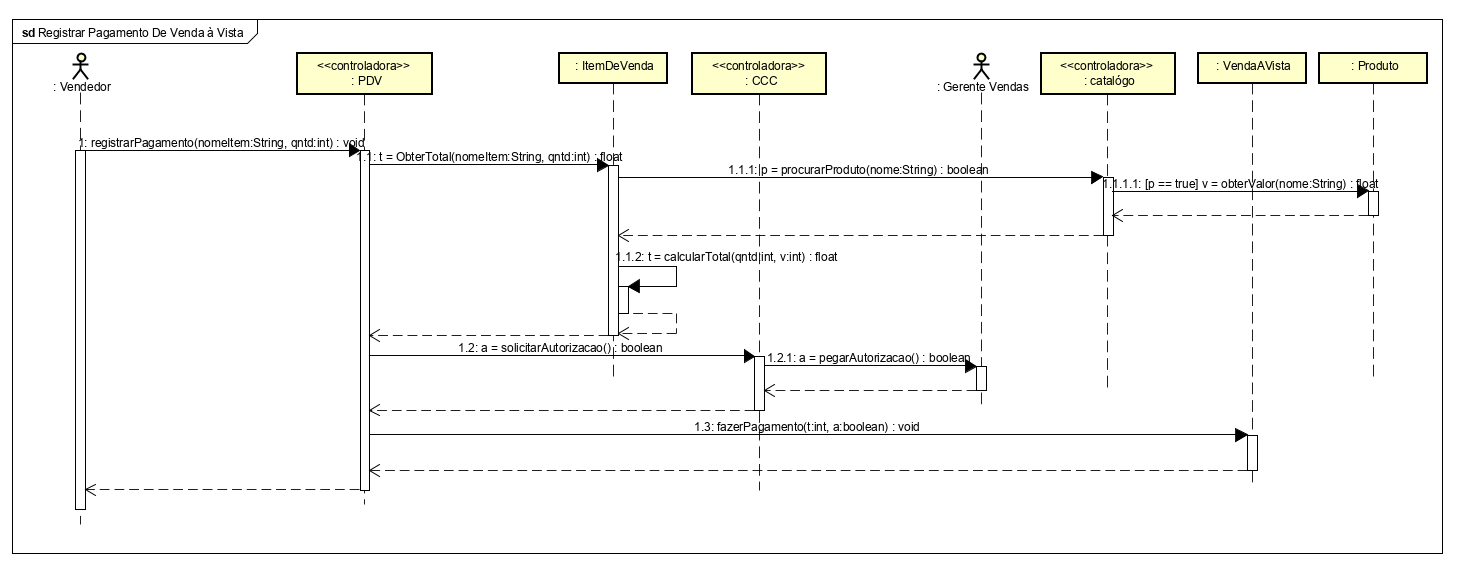 sd Registrar Pagamento De Venda à Vista
: Vendedor
<<controladora>>
: PDV
: ItemDeVenda
<<controladora>>
: CCC
: Gerente Vendas
<<controladora>>
: catalógo
: VendaAVista
: Produto
1: registrarPagamento(nomeItem:String, qntd:int) : void
1.1: t = ObterTotal(nomeItem:String, qntd:int) : float
1.1.1: p = procurarProduto(nome:String) : boolean
1.1.1.1: [p == true] v = obterValor(nome:String) : float
1.1.2: t = calcularTotal(qntd:int, v:int) : float
1.2: a = solicitarAutorizacao() : boolean
1.2.1: a = pegarAutorizacao() : boolean
1.3: fazerPagamento(t:int, a:boolean) : void